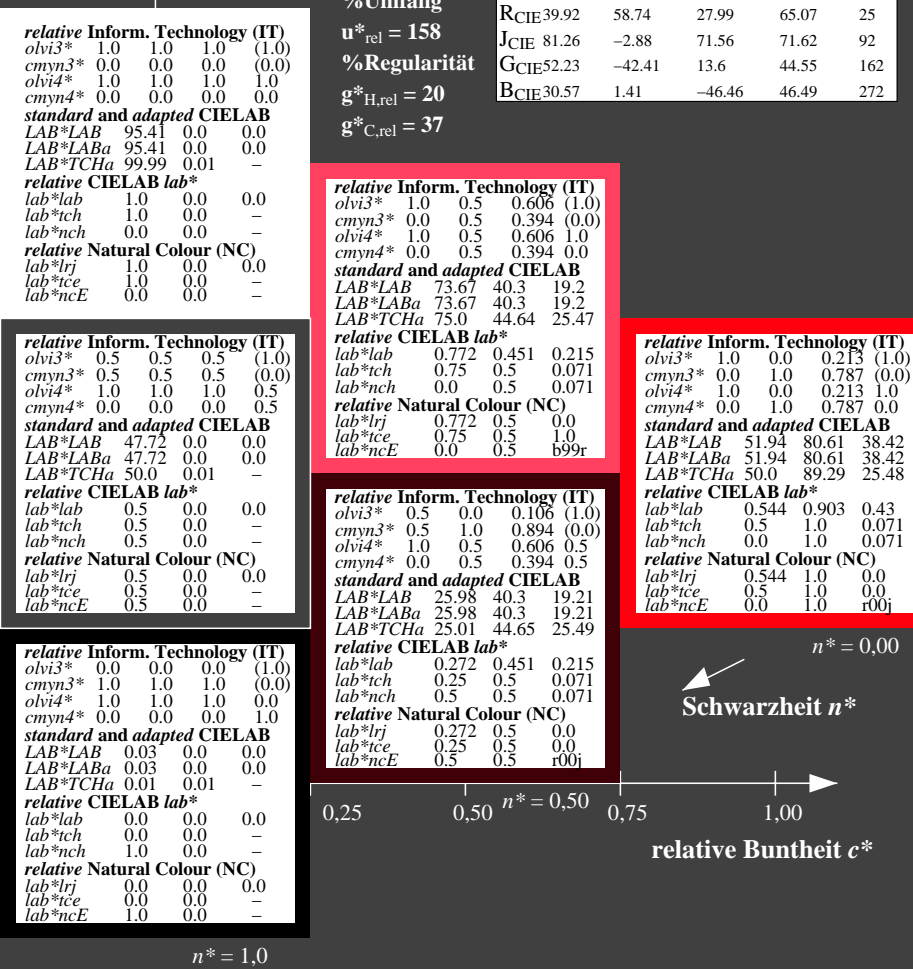 %Umfang
u*rel = 158
%Regularität
g*H,rel = 20
g*C,rel = 37
RCIE 39.92 58.74 27.99 65.07 25
JCIE 81.26 −2.88 71.56 71.62 92
GCIE 52.23 −42.41 13.6 44.55 162
BCIE 30.57 1.41 −46.46 46.49 272
relative Inform. Technology (IT)
olvi3* 1.0 1.0 1.0 (1.0)
cmyn3* 0.0 0.0 0.0 (0.0)
olvi4* 1.0 1.0 1.0 1.0
cmyn4* 0.0 0.0 0.0 0.0
standard and adapted CIELAB
LAB*LAB 95.41 0.0 0.0
LAB*LABa 95.41 0.0 0.0
LAB*TCHa 99.99 0.01 –
relative CIELAB lab*
lab*lab 1.0 0.0 0.0
lab*tch 1.0 0.0 –
lab*nch 0.0 0.0 –
relative Natural Colour (NC)
lab*lrj 1.0 0.0 0.0
lab*tce 1.0 0.0 –
lab*ncE 0.0 0.0 –
relative Inform. Technology (IT)
olvi3* 1.0 0.5 0.606 (1.0)
cmyn3* 0.0 0.5 0.394 (0.0)
olvi4* 1.0 0.5 0.606 1.0
cmyn4* 0.0 0.5 0.394 0.0
standard and adapted CIELAB
LAB*LAB 73.67 40.3 19.2
LAB*LABa 73.67 40.3 19.2
LAB*TCHa 75.0 44.64 25.47
relative CIELAB lab*
lab*lab 0.772 0.451 0.215
lab*tch 0.75 0.5 0.071
lab*nch 0.0 0.5 0.071
relative Natural Colour (NC)
lab*lrj 0.772 0.5 0.0
lab*tce 0.75 0.5 1.0
lab*ncE 0.0 0.5 b99r
relative Inform. Technology (IT)
olvi3* 0.5 0.5 0.5 (1.0)
cmyn3* 0.5 0.5 0.5 (0.0)
olvi4* 1.0 1.0 1.0 0.5
cmyn4* 0.0 0.0 0.0 0.5
standard and adapted CIELAB
LAB*LAB 47.72 0.0 0.0
LAB*LABa 47.72 0.0 0.0
LAB*TCHa 50.0 0.01 –
relative CIELAB lab*
lab*lab 0.5 0.0 0.0
lab*tch 0.5 0.0 –
lab*nch 0.5 0.0 –
relative Natural Colour (NC)
lab*lrj 0.5 0.0 0.0
lab*tce 0.5 0.0 –
lab*ncE 0.5 0.0 –
relative Inform. Technology (IT)
olvi3* 1.0 0.0 0.213 (1.0)
cmyn3* 0.0 1.0 0.787 (0.0)
olvi4* 1.0 0.0 0.213 1.0
cmyn4* 0.0 1.0 0.787 0.0
standard and adapted CIELAB
LAB*LAB 51.94 80.61 38.42
LAB*LABa 51.94 80.61 38.42
LAB*TCHa 50.0 89.29 25.48
relative CIELAB lab*
lab*lab 0.544 0.903 0.43
lab*tch 0.5 1.0 0.071
lab*nch 0.0 1.0 0.071
relative Natural Colour (NC)
lab*lrj 0.544 1.0 0.0
lab*tce 0.5 1.0 0.0
lab*ncE 0.0 1.0 r00j
relative Inform. Technology (IT)
olvi3* 0.5 0.0 0.106 (1.0)
cmyn3* 0.5 1.0 0.894 (0.0)
olvi4* 1.0 0.5 0.606 0.5
cmyn4* 0.0 0.5 0.394 0.5
standard and adapted CIELAB
LAB*LAB 25.98 40.3 19.21
LAB*LABa 25.98 40.3 19.21
LAB*TCHa 25.01 44.65 25.49
relative CIELAB lab*
lab*lab 0.272 0.451 0.215
lab*tch 0.25 0.5 0.071
lab*nch 0.5 0.5 0.071
relative Natural Colour (NC)
lab*lrj 0.272 0.5 0.0
lab*tce 0.25 0.5 0.0
lab*ncE 0.5 0.5 r00j
relative Inform. Technology (IT)
olvi3* 0.0 0.0 0.0 (1.0)
cmyn3* 1.0 1.0 1.0 (0.0)
olvi4* 1.0 1.0 1.0 0.0
cmyn4* 0.0 0.0 0.0 1.0
standard and adapted CIELAB
LAB*LAB 0.03 0.0 0.0
LAB*LABa 0.03 0.0 0.0
LAB*TCHa 0.01 0.01 –
relative CIELAB lab*
lab*lab 0.0 0.0 0.0
lab*tch 0.0 0.0 –
lab*nch 1.0 0.0 –
relative Natural Colour (NC)
lab*lrj 0.0 0.0 0.0
lab*tce 0.0 0.0 –
lab*ncE 1.0 0.0 –
n* = 0,00
Schwarzheit n*
0,25 0,50 n* = 0,50 0,75 1,00
relative Buntheit c*
n* = 1,0